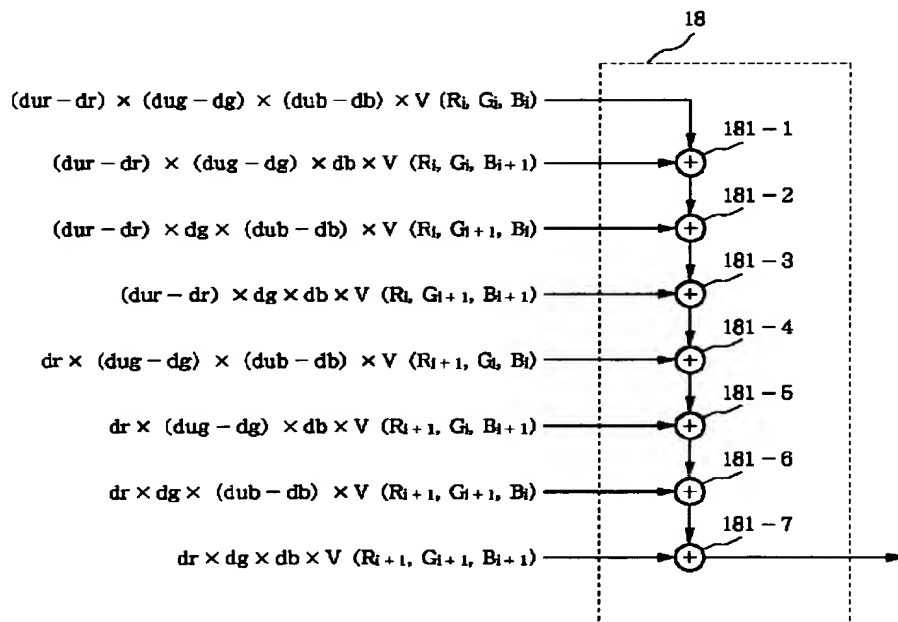 18
(dur − dr) × (dug − dg) × (dub − db) × V (Ri, Gi, Bi)
181 − 1
(dur − dr) × (dug − dg) × db × V (Ri, Gi, Bi + 1)
181 − 2
(dur − dr) × dg × (dub − db) × V (Ri, Gi + 1, Bi)
181 − 3
(dur − dr) × dg × db × V (Ri, Gi + 1, Bi + 1)
181 − 4
dr × (dug − dg) × (dub − db) × V (Ri + 1, Gi, Bi)
181 − 5
dr × (dug − dg) × db × V (Ri + 1, Gi, Bi + 1)
181 − 6
dr × dg × (dub − db) × V (Ri + 1, Gi + 1, Bi)
181 − 7
dr × dg × db × V (Ri + 1, Gi + 1, Bi + 1)